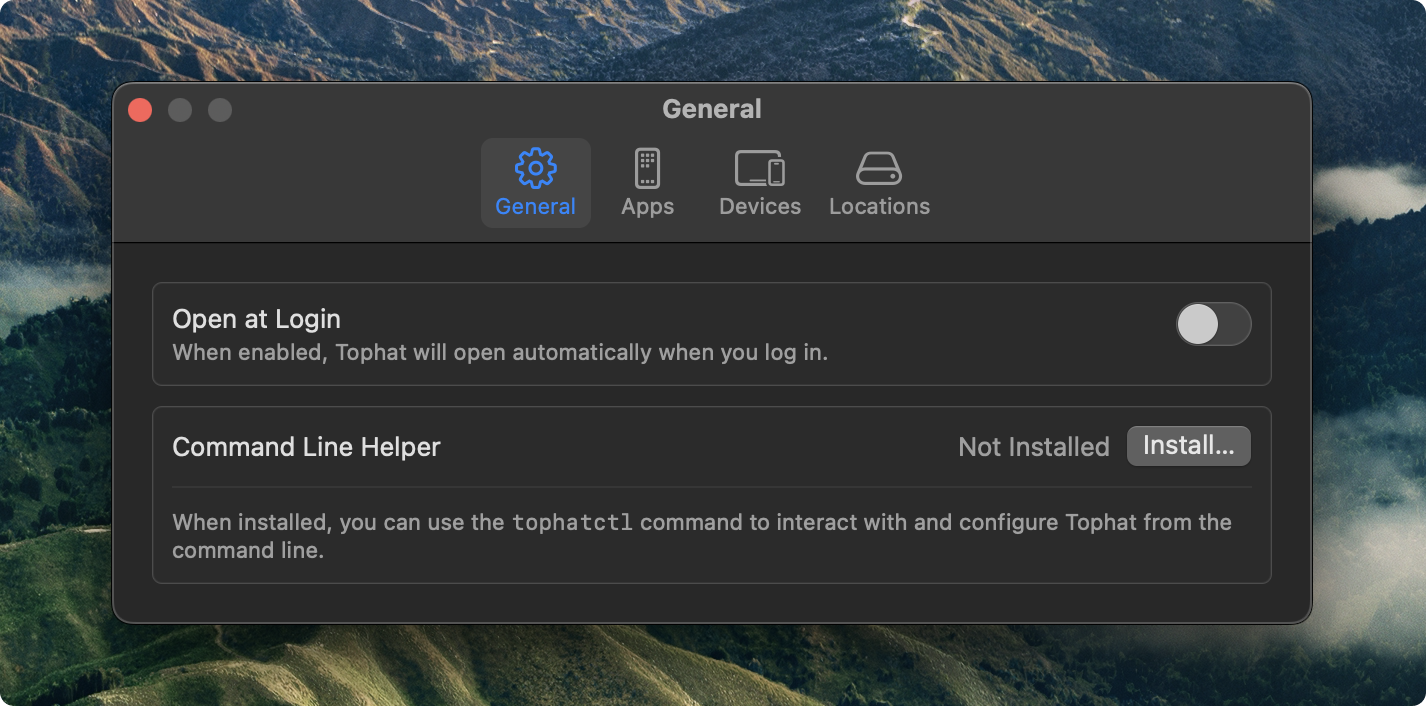 General
General
Apps
Devices
Locations
Open at Login
When enabled, Tophat will open automatically when you log in.
Command Line Helper
Not Installed
Install...
When installed, you can use the tophatctl command to interact with and configure Tophat from the
command line.